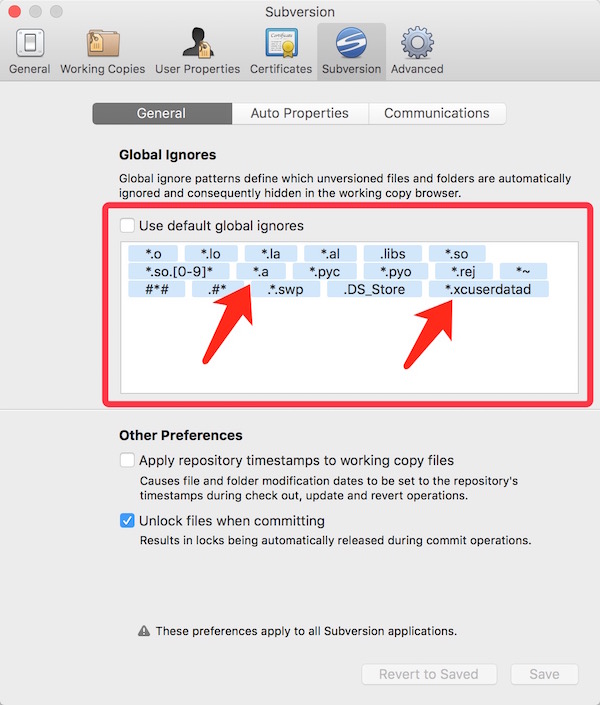 Subversion
General Working Copies User Properties Certificates Subversion Advanced
General Auto Properties Communications
Global Ignores
Global ignore patterns define which unversioned files and folders are automatically
ignored and consequently hidden in the working copy browser.
Use default global ignores
*.o *.lo *.la *.al .libs *.so
*.so.[0-9]* *.a *.pyc *.pyo *.rej *~
#*# .#* .*.swp .DS_Store *.xcuserdatad
Other Preferences
Apply repository timestamps to working copy files
Causes file and folder modification dates to be set to the repository's
timestamps during check out, update and revert operations.
Unlock files when committing
Results in locks being automatically released during commit operations.
These preferences apply to all Subversion applications.
Revert to Saved Save